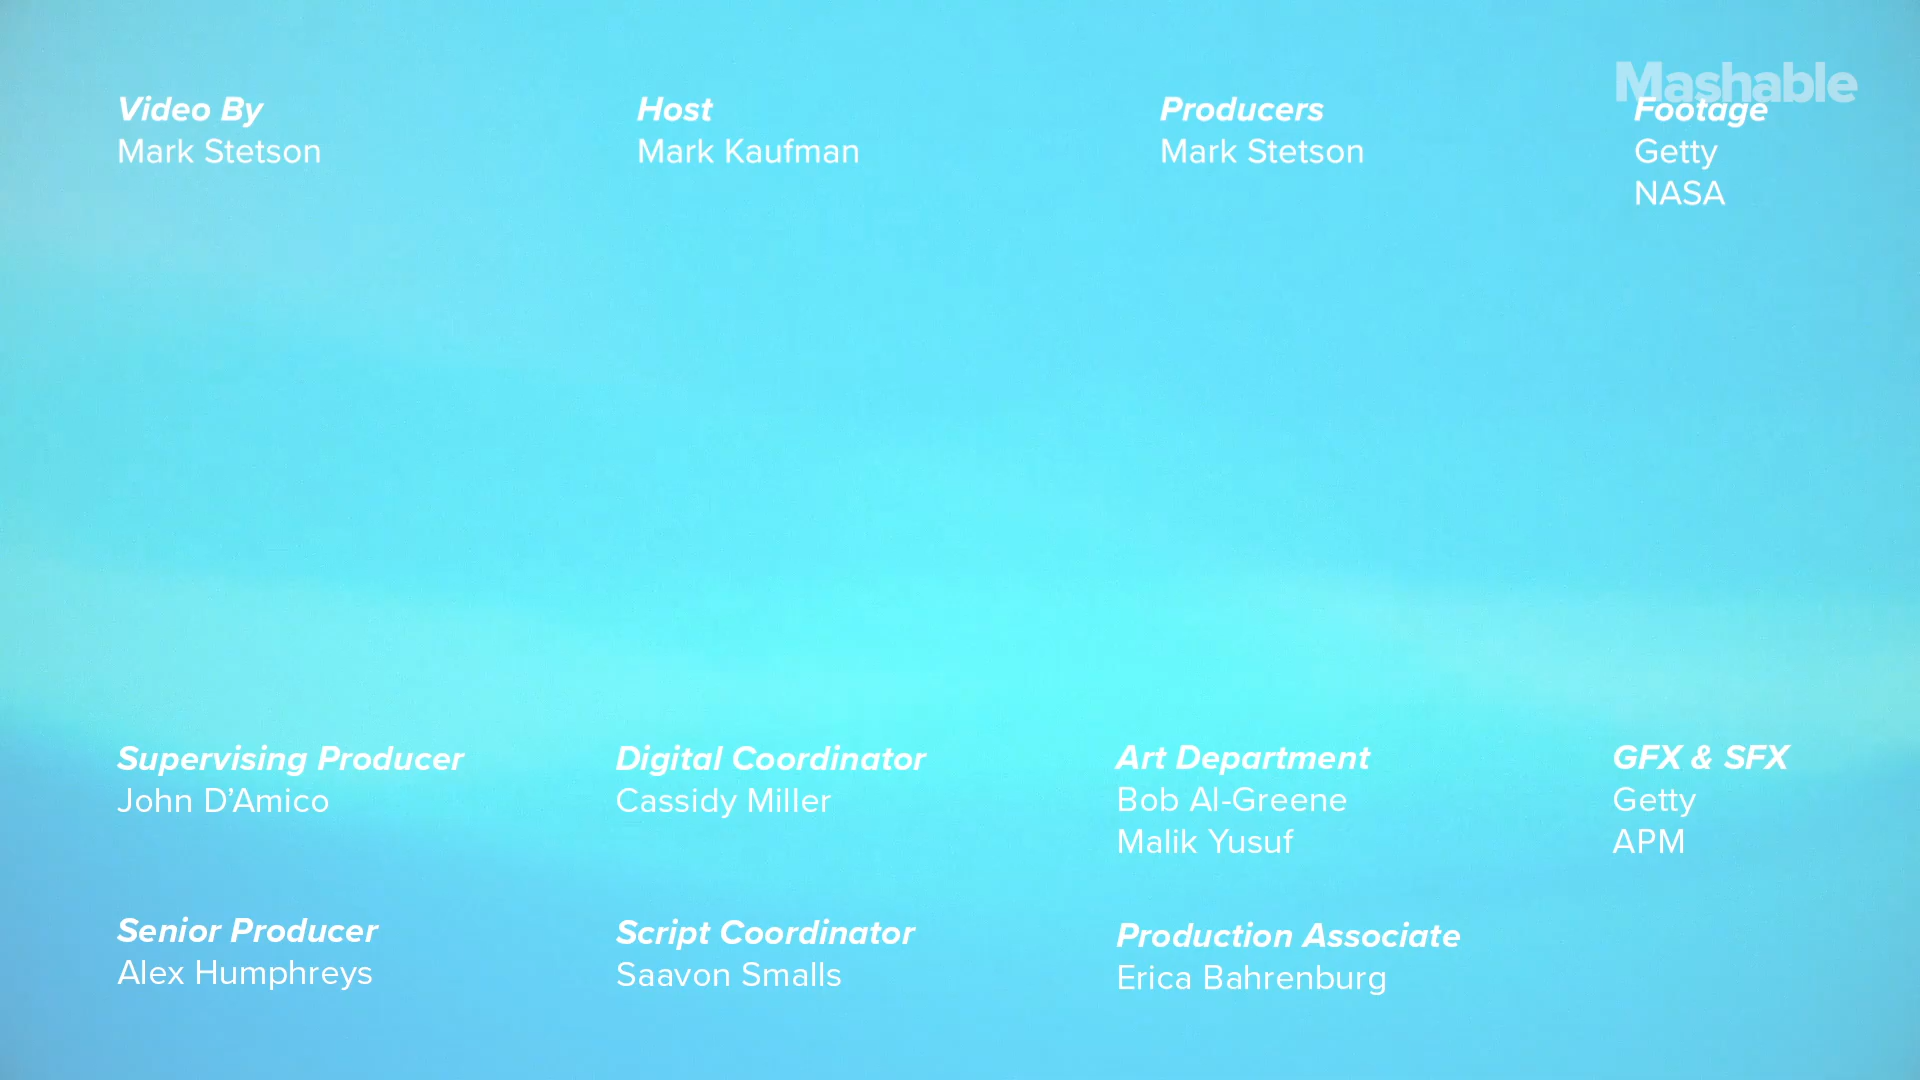 Mashable
Video By
Mark Stetson
Host
Mark Kaufman
Producers
Mark Stetson
Footage
Getty
NASA
Supervising Producer
John D’Amico
Digital Coordinator
Cassidy Miller
Art Department
Bob Al-Greene
Malik Yusuf
GFX & SFX
Getty
APM
Senior Producer
Alex Humphreys
Script Coordinator
Saavon Smalls
Production Associate
Erica Bahrenburg